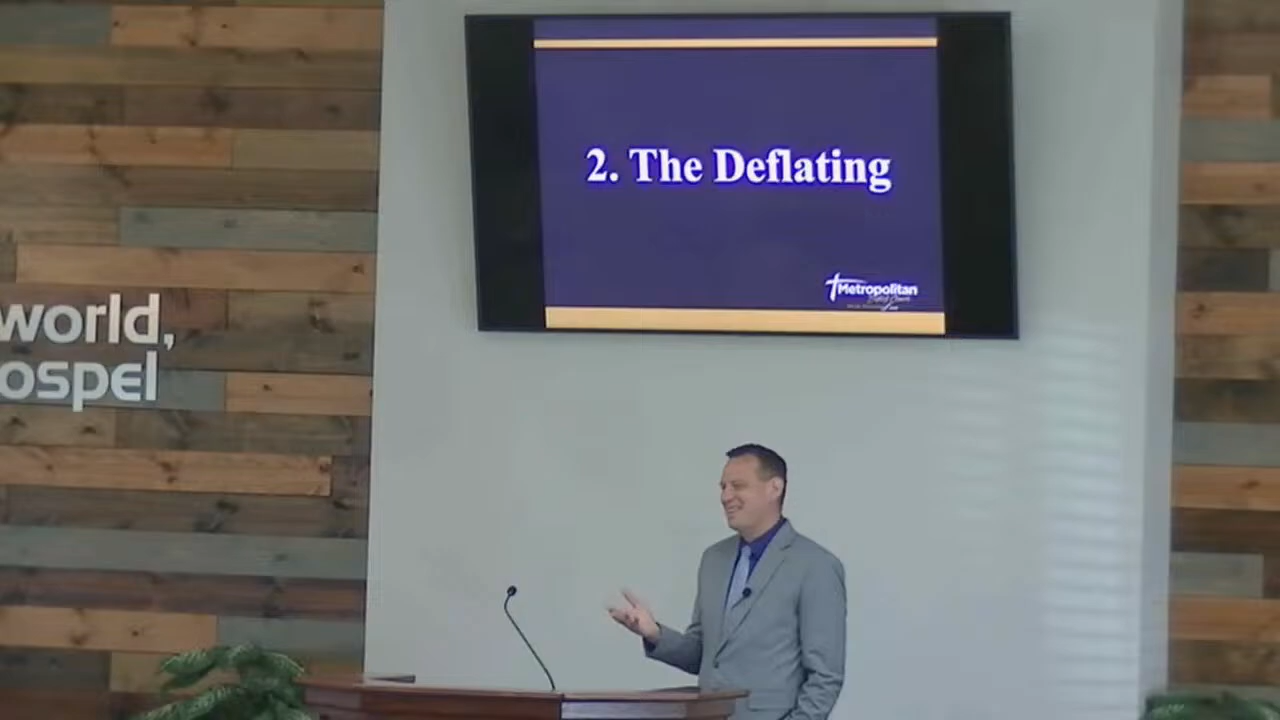 2. The Deflating
Metropolitan
world,
ospel